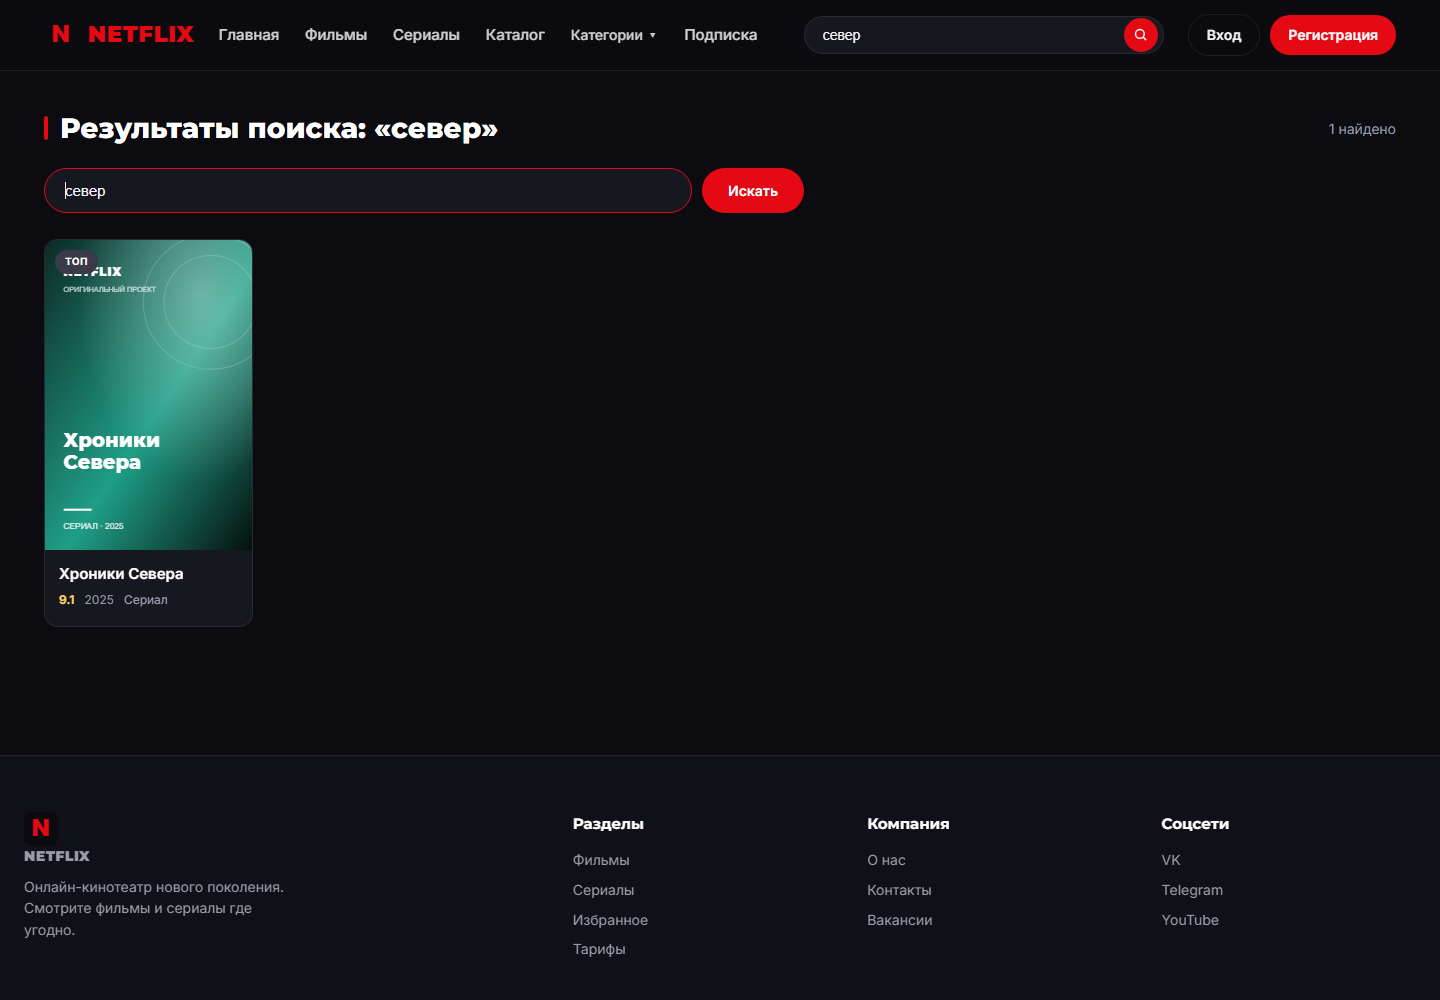 N NETFLIX Главная Фильмы Сериалы Каталог Категории ▼ Подписка север Вход Регистрация
Результаты поиска: «север» 1 найдено
север Искать
ТОП
NETFLIX
ОРИГИНАЛЬНЫЙ ПРОЕКТ
Хроники
Севера
СЕРИАЛ · 2025
Хроники Севера
9.1 2025 Сериал
N
NETFLIX
Онлайн-кинотеатр нового поколения.
Смотрите фильмы и сериалы где
угодно.
Разделы
Фильмы
Сериалы
Избранное
Тарифы
Компания
О нас
Контакты
Вакансии
Соцсети
VK
Telegram
YouTube